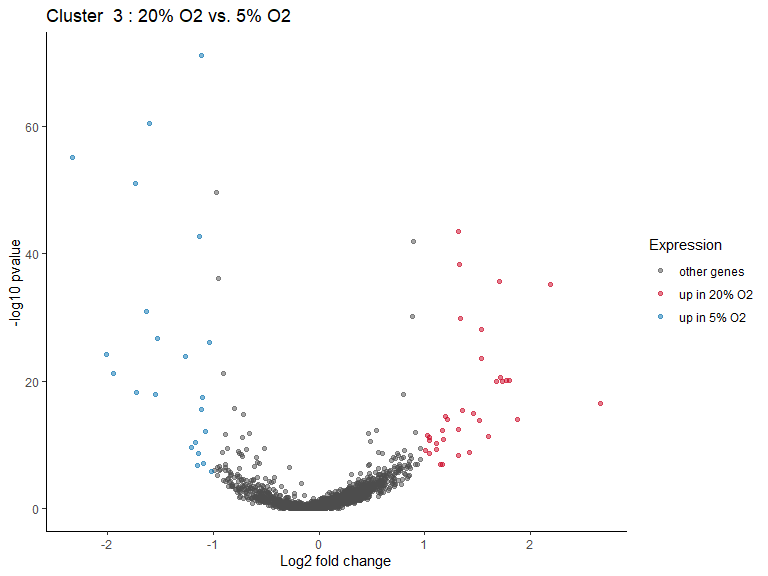 Cluster  3 : 20% O2 vs. 5% O2
60
40
20
0
-log10 pvalue
-2
-1
0
1
2
Log2 fold change
Expression
other genes
up in 20% O2
up in 5% O2